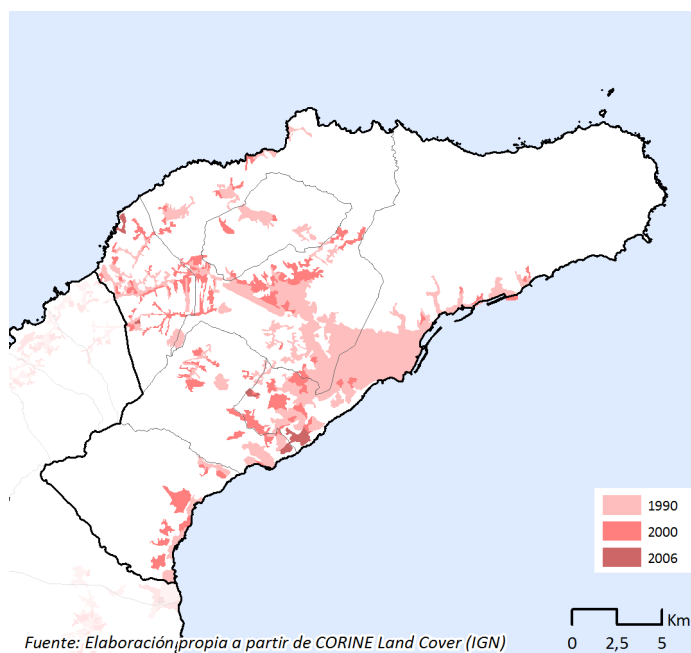 1990
2000
2006
Km
0 2,5 5
Fuente: Elaboración propia a partir de CORINE Land Cover (IGN)